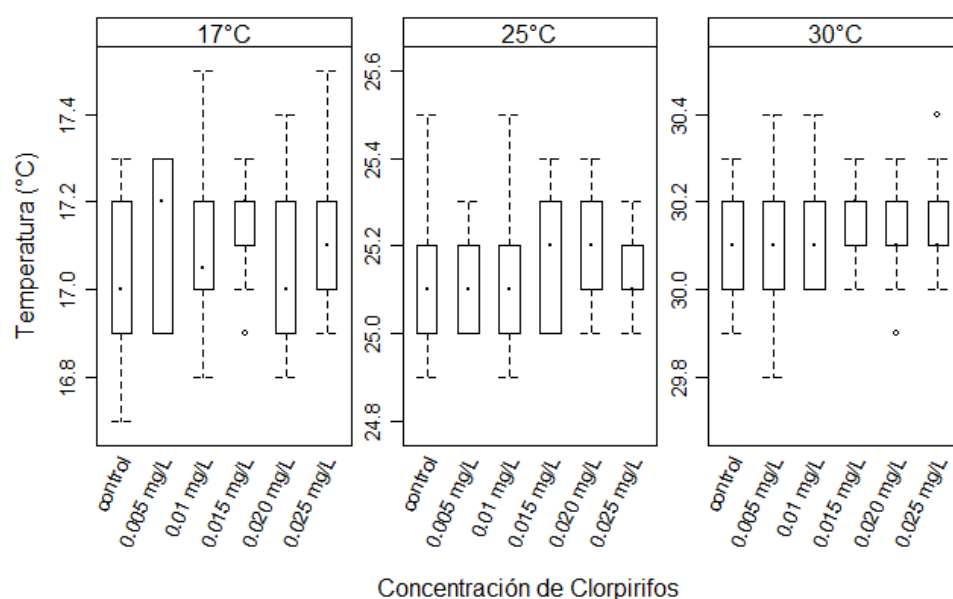 17°C
25°C
30°C
Temperatura (°C)
17.4
17.2
17.0
16.8
25.6
25.4
25.2
25.0
24.8
30.4
30.2
30.0
29.8
control
0.005 mg/L
0.01 mg/L
0.015 mg/L
0.020 mg/L
0.025 mg/L
control
0.005 mg/L
0.01 mg/L
0.015 mg/L
0.020 mg/L
0.025 mg/L
control
0.005 mg/L
0.01 mg/L
0.015 mg/L
0.020 mg/L
0.025 mg/L
Concentración de Clorpirifos